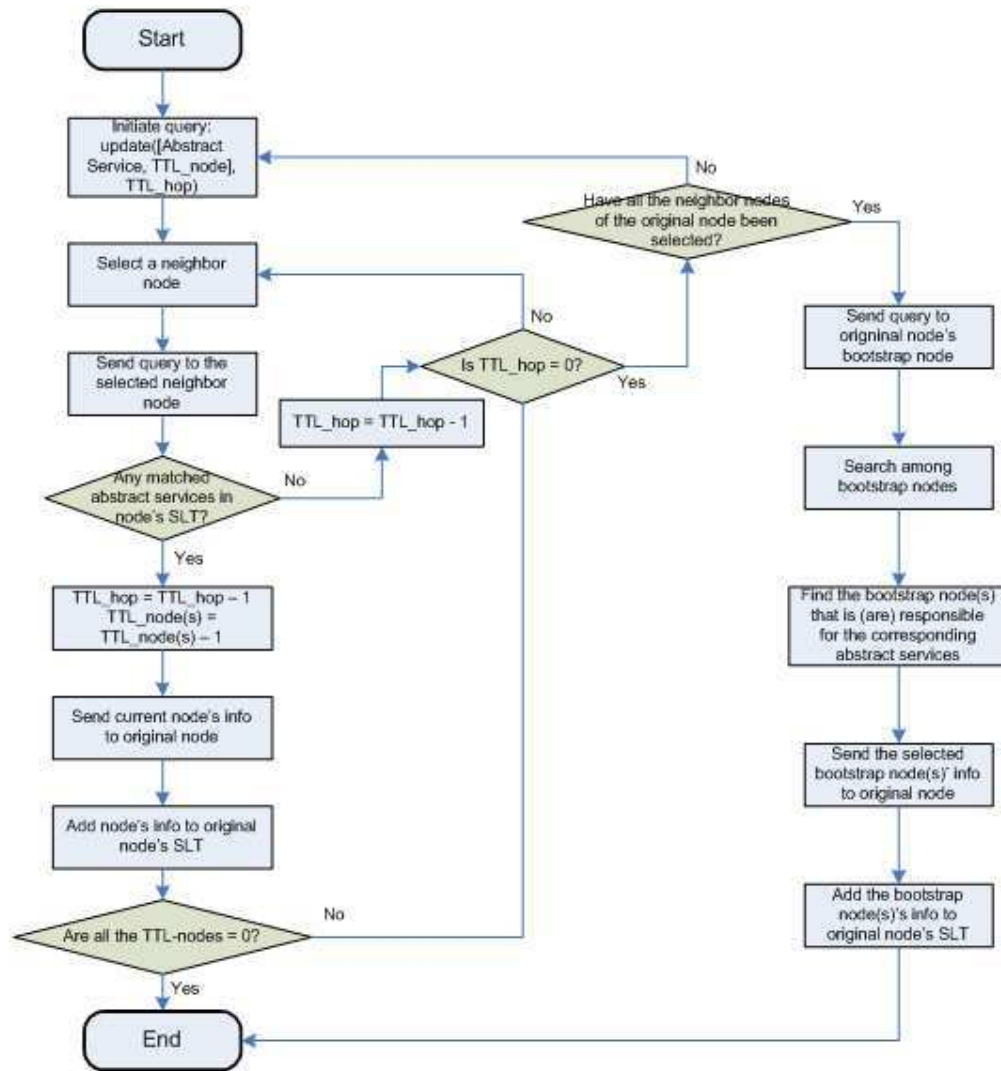 Start
Initiate query:
update([Abstract
Service, TTL_node],
TTL_hop)
No
Have all the neighbor nodes
of the original node been
selected?
Yes
Select a neighbor
node
No
Send query to
origninal node's
bootstrap node
Send query to the
selected neighbor
node
Is TTL_hop = 0?
Yes
TTL_hop = TTL_hop - 1
Any matched
abstract services in
node's SLT?
No
Search among
bootstrap nodes
Yes
TTL_hop = TTL_hop – 1
TTL_node(s) =
TTL_node(s) – 1
Find the bootstrap node(s)
that is (are) responsible
for the corresponding
abstract services
Send current node's info
to original node
Send the selected
bootstrap node(s)' info
to original node
Add node's info to original
node's SLT
Are all the TTL-nodes = 0?
No
Add the bootstrap
node(s)'s info to
original node's SLT
Yes
End